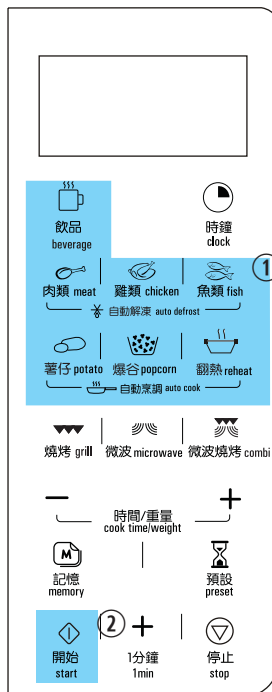 飲品
beverage
時鐘
clock
①
肉類 meat
雞類 chicken
魚類 fish
自動解凍 auto defrost
薯仔 potato
爆谷 popcorn
翻熱 reheat
自動烹調 auto cook
燒烤 grill
微波 microwave
微波燒烤 combi
− +
時間/重量
cook time/weight
M
記憶
memory
預設
preset
② +
開始
start
1分鐘
1min
停止
stop